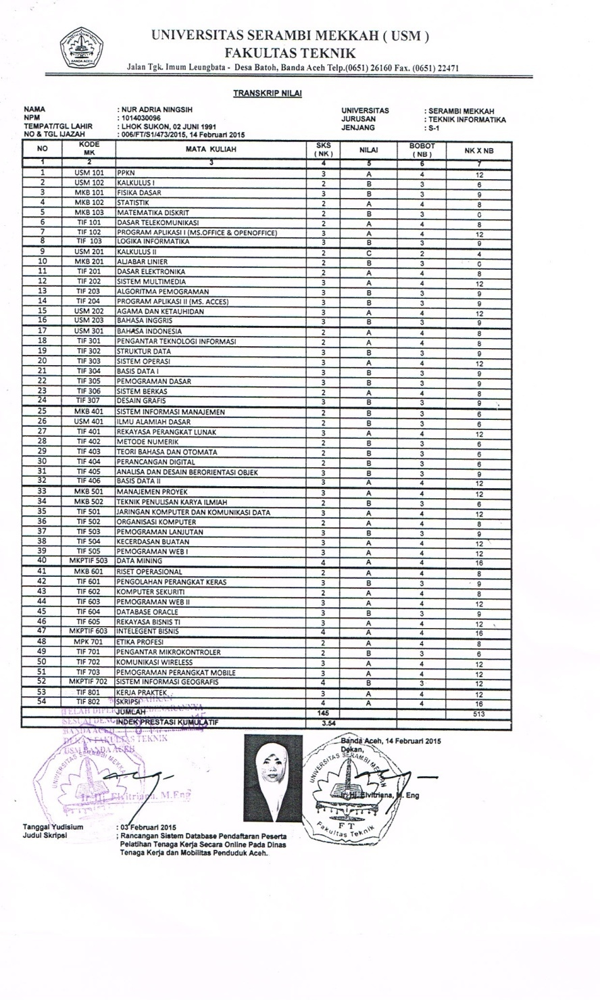 UNIVERSITAS SERAMBI MEKKAH ( USM )
FAKULTAS TEKNIK
Jalan Tgk. Imum Leungbata - Desa Batoh, Banda Aceh Telp.(0651) 26160 Fax. (0651) 22471
TRANSKRIP NILAI
NAMA : NUR ADRIA NINGSIH UNIVERSITAS : SERAMBI MEKKAH
NPM : 1014030096 JURUSAN : TEKNIK INFORMATIKA
TEMPAT/TGL LAHIR : LHOK SUKON, 02 JUNI 1991 JENJANG : S-1
NO & TGL IJAZAH : 006/FT/S1/473/2015, 14 Februari 2015
NO KODE MK MATA KULIAH SKS ( NK ) NILAI BOBOT ( NB ) NK X NB
1 2 3 4 5 6 7
1 USM 101 PPKN 3 A 4 12
2 USM 102 KALKULUS I 2 B 3 6
3 MKB 101 FISIKA DASAR 3 B 3 9
4 MKB 102 STATISTIK 2 A 4 8
5 MKB 103 MATEMATIKA DISKRIT 2 B 3
6 TIF 101 DASAR TELEKOMUNIKASI 2 A 4 8
7 TIF 102 PROGRAM APLIKASI I (MS.OFFICE & OPENOFFICE) 3 A 4 12
8 TIF 103 LOGIKA INFORMATIKA 3 B 3 9
9 USM 201 KALKULUS II 2 C 2 4
10 MKB 201 ALJABAR LINIER 2 B 3
11 TIF 201 DASAR ELEKTRONIKA 2 A 4 8
12 TIF 202 SISTEM MULTIMEDIA 3 A 4 12
13 TIF 203 ALGORITMA PEMOGRAMAN 3 B 3 9
14 TIF 204 PROGRAM APLIKASI II (MS. ACCES) 3 B 3 9
15 USM 202 AGAMA DAN KETAUHIDAN 3 A 4 12
16 USM 203 BAHASA INGGRIS 3 B 3 9
17 USM 301 BAHASA INDONESIA 2 A 4 8
18 TIF 301 PENGANTAR TEKNOLOGI INFORMASI 2 A 4 8
19 TIF 302 STRUKTUR DATA 3 B 3 9
20 TIF 303 SISTEM OPERASI 3 A 4 12
21 TIF 304 BASIS DATA I 3 B 3 9
22 TIF 305 PEMOGRAMAN DASAR 3 B 3 9
23 TIF 306 SISTEM BERKAS 2 A 4 8
24 TIF 307 DESAIN GRAFIS 3 B 3 9
25 MKB 401 SISTEM INFORMASI MANAJEMEN 2 B 3 6
26 USM 401 ILMU ALAMIAH DASAR 2 B 3 6
27 TIF 401 REKAYASA PERANGKAT LUNAK 3 A 4 12
28 TIF 402 METODE NUMERIK 2 B 3 6
29 TIF 403 TEORI BAHASA DAN OTOMATA 2 B 3 6
30 TIF 404 PERANCANGAN DIGITAL 2 B 3 6
31 TIF 405 ANALISA DAN DESAIN BERORIENTASI OBJEK 3 B 3 9
32 TIF 406 BASIS DATA II 3 A 4 12
33 MKB 501 MANAJEMEN PROYEK 3 A 4 12
34 MKB 502 TEKNIK PENULISAN KARYA ILMIAH 2 B 3 6
35 TIF 501 JARINGAN KOMPUTER DAN KOMUNIKASI DATA 3 A 4 12
36 TIF 502 ORGANISASI KOMPUTER 2 A 4 8
37 TIF 503 PEMOGRAMAN LANJUTAN 3 B 3 9
38 TIF 504 KECERDASAN BUATAN 3 A 4 12
39 TIF 505 PEMOGRAMAN WEB I 3 A 4 12
40 MKPTIF 503 DATA MINING 4 A 4 16
41 MKB 601 RISET OPERASIONAL 2 A 4 8
42 TIF 601 PENGOLAHAN PERANGKAT KERAS 3 B 3 9
43 TIF 602 KOMPUTER SEKURITI 2 A 4 8
44 TIF 603 PEMOGRAMAN WEB II 3 A 4 12
45 TIF 604 DATABASE ORACLE 3 B 3 9
46 TIF 605 REKAYASA BISNIS TI 3 A 4 12
47 MKPTIF 603 INTELEGENT BISNIS 4 A 4 16
48 MPK 701 ETIKA PROFESI 2 A 4 8
49 TIF 701 PENGANTAR MIKROKONTROLER 2 B 3 6
50 TIF 702 KOMUNIKASI WIRELESS 3 A 4 12
51 TIF 703 PEMOGRAMAN PERANGKAT MOBILE 3 A 4 12
52 MKPTIF 702 SISTEM INFORMASI GEOGRAFIS 4 B 3 12
53 TIF 801 KERJA PRAKTEK 3 A 4 12
54 TIF 802 SKRIPSI 4 A 4 16
JUMLAH 145 513
INDEK PRESTASI KUMULATIF 3.54
BANDA ACEH
DEKAN FAKULTAS TEKNIK
USM BANDA ACEH
UNIVERSITAS SERAMBI MEKKAH
Ir. Hj. Elvitriana, M.Eng
Banda Aceh, 14 Februari 2015
Dekan,
UNIVERSITAS SERAMBI MEKKAH
Ir. Hj. Elvitriana, M. Eng
F T
Fakultas Teknik
Tanggal Yudisium : 03 Februari 2015
Judul Skripsi ; Rancangan Sistem Database Pendaftaran Peserta
Pelatihan Tenaga Kerja Secara Online Pada Dinas
Tenaga Kerja dan Mobilitas Penduduk Aceh.